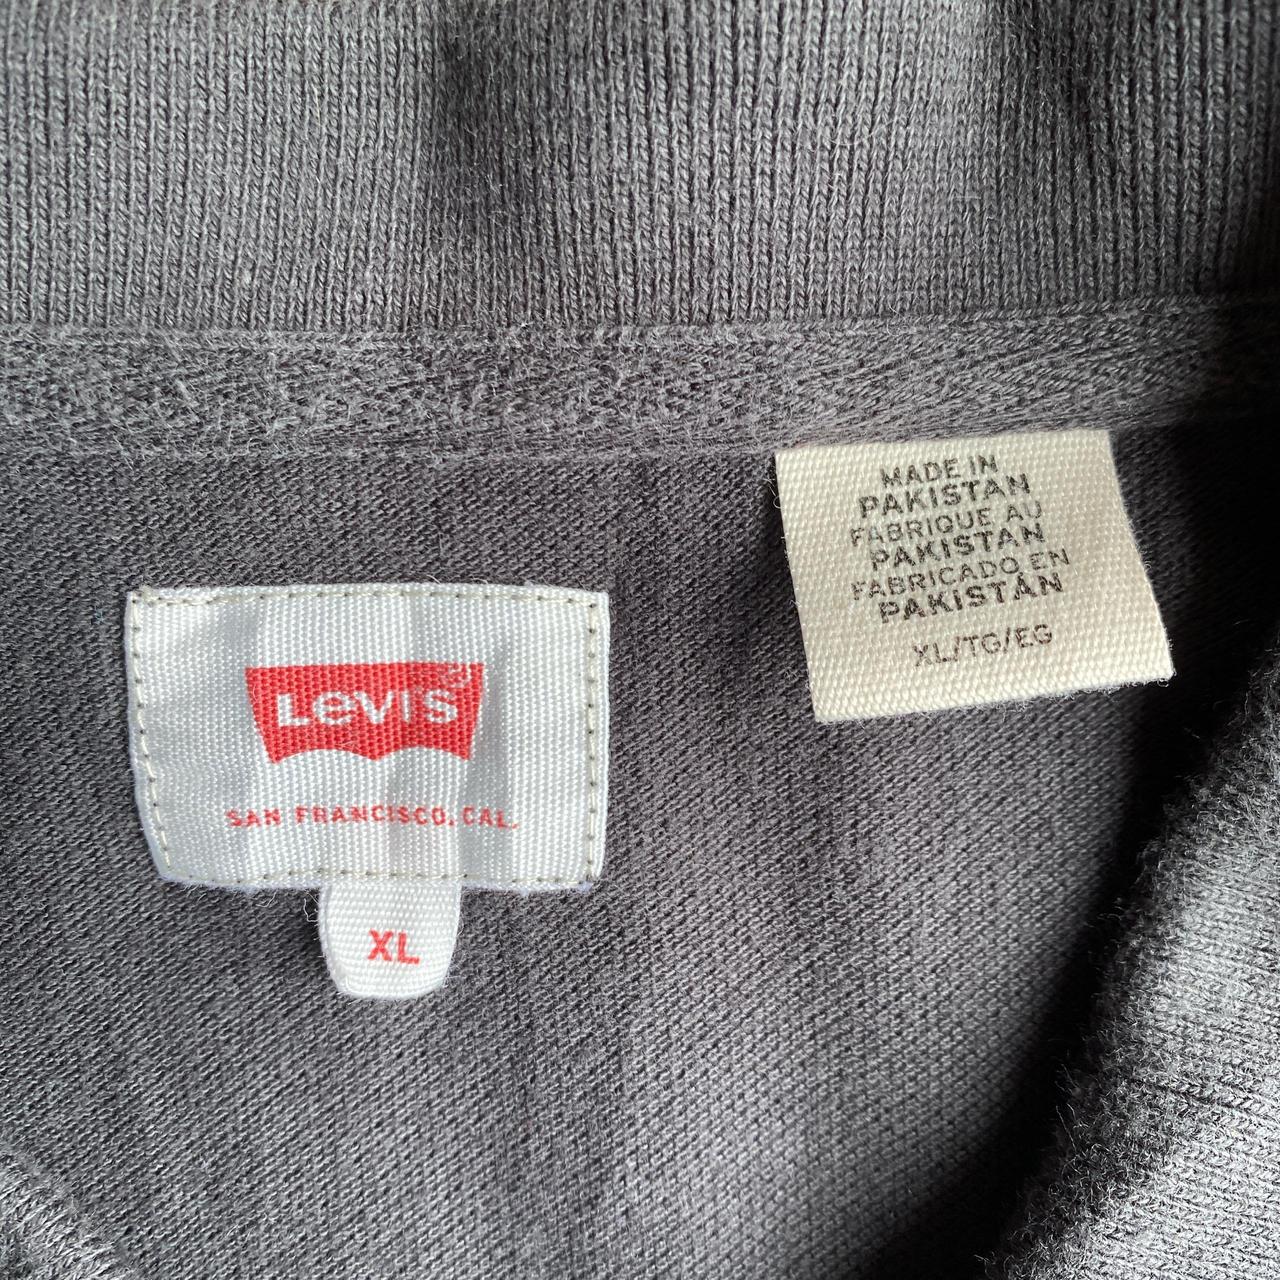 Levi's
SAN FRANCISCO, CAL.
XL
MADE IN
PAKISTAN
FABRIQUE AU
PAKISTAN
FABRICADO EN
PAKISTÁN
XL/TG/EG